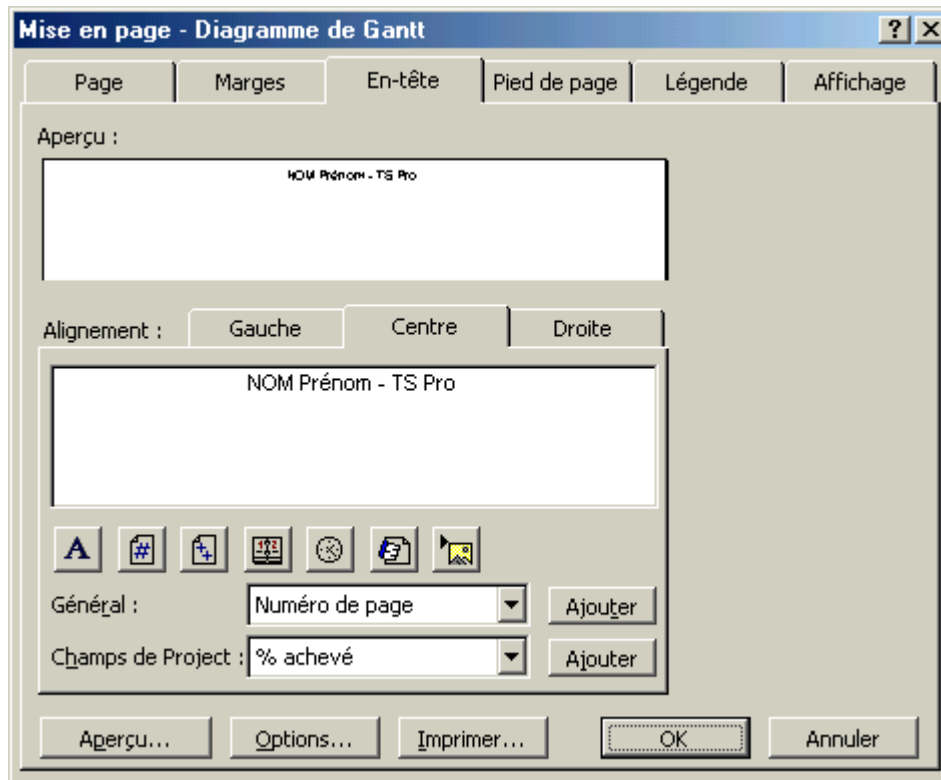 Mise en page - Diagramme de Gantt
Page Marges En-tête Pied de page Légende Affichage
Aperçu :
NOM Prénom - TS Pro
Alignement : Gauche Centre Droite
NOM Prénom - TS Pro
Général : Numéro de page Ajouter
Champs de Project : % achevé Ajouter
Aperçu... Options... Imprimer... OK Annuler